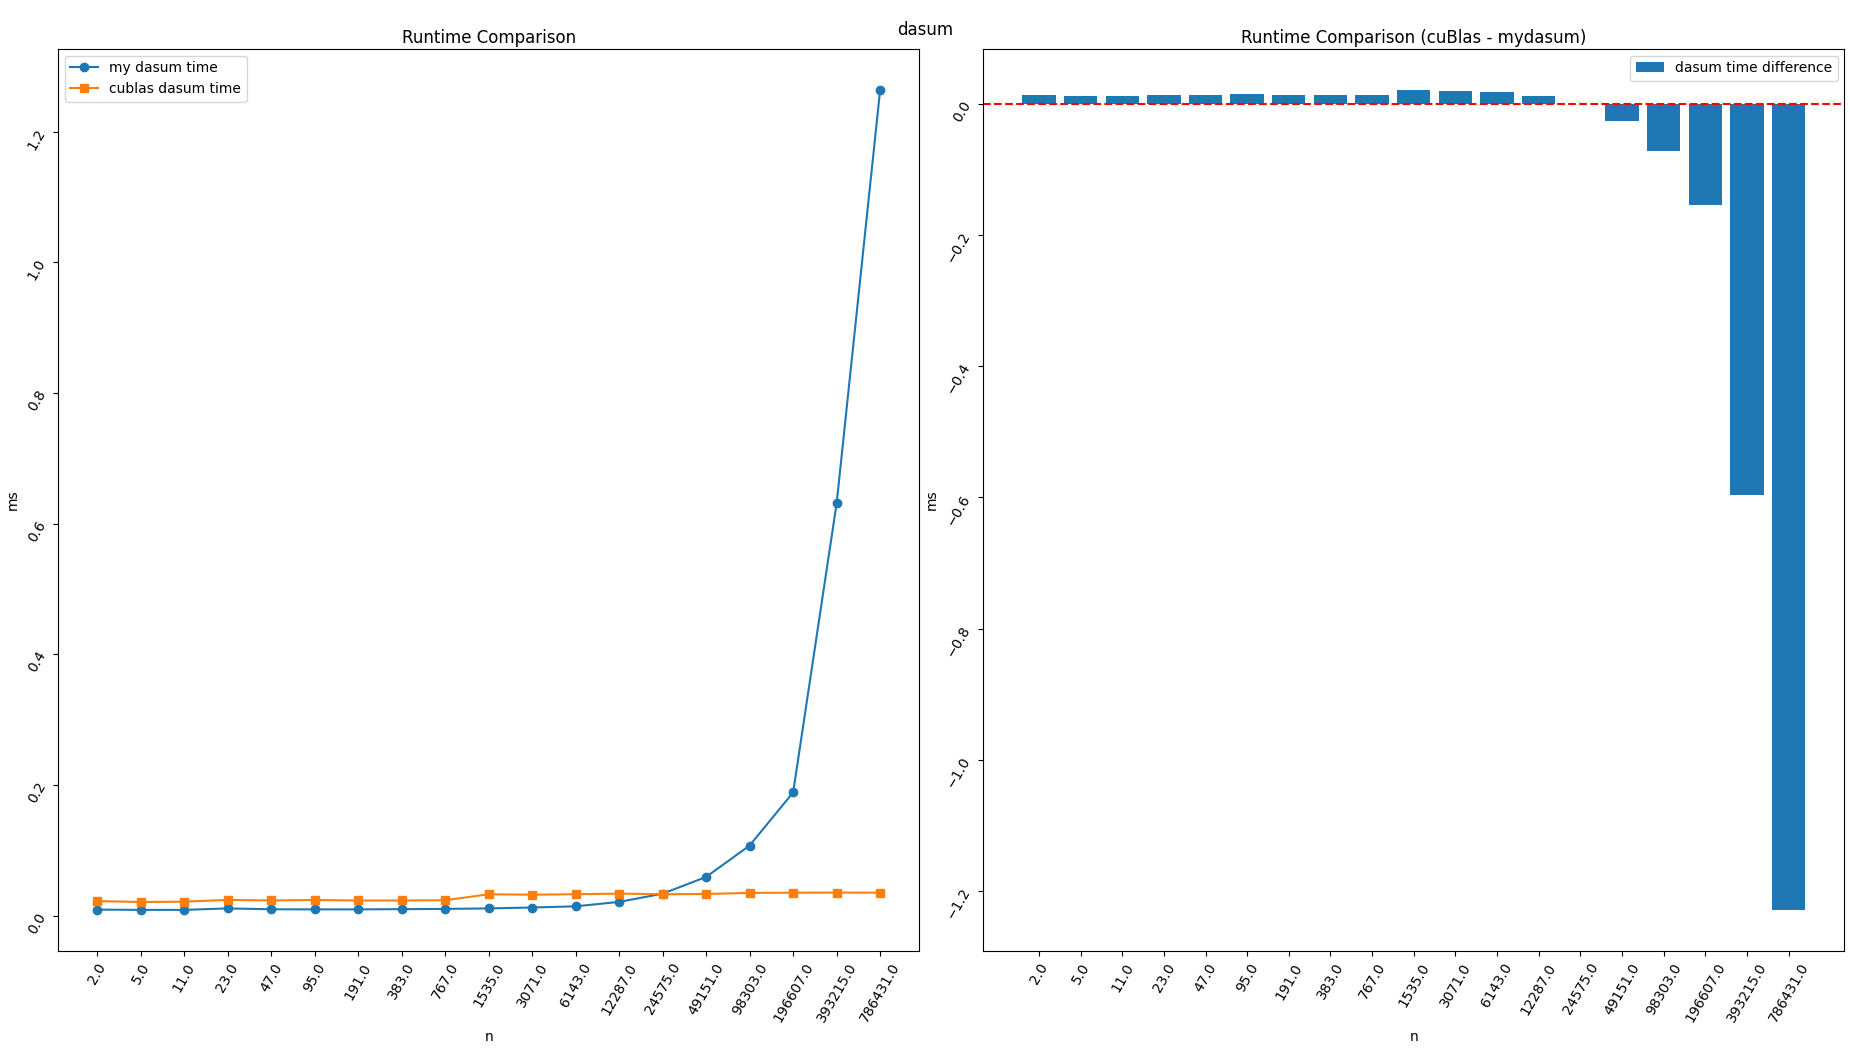 dasum
Runtime Comparison
my dasum time
cublas dasum time
1.2
1.0
0.8
0.6
0.4
0.2
0.0
ms
2.0 5.0 11.0 23.0 47.0 95.0 191.0 383.0 767.0 1535.0 3071.0 6143.0 12287.0 24575.0 49151.0 98303.0 196607.0 393215.0 786431.0
n
Runtime Comparison (cuBlas - mydasum)
dasum time difference
0.0
−0.2
−0.4
−0.6
−0.8
−1.0
−1.2
ms
2.0 5.0 11.0 23.0 47.0 95.0 191.0 383.0 767.0 1535.0 3071.0 6143.0 12287.0 24575.0 49151.0 98303.0 196607.0 393215.0 786431.0
n